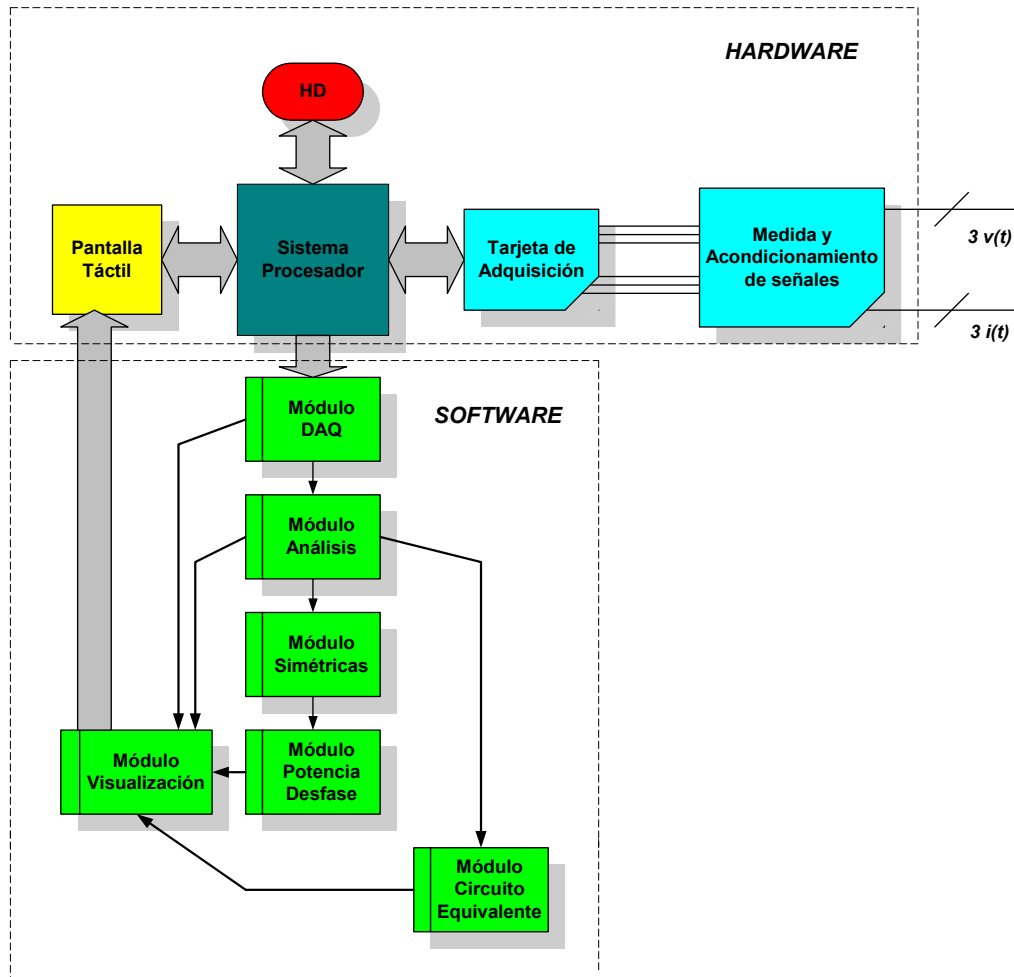 HARDWARE
HD
Pantalla
Táctil
Sistema
Procesador
Tarjeta de
Adquisición
Medida y
Acondicionamiento
de señales
3 v(t)
3 i(t)
SOFTWARE
Módulo
DAQ
Módulo
Análisis
Módulo
Simétricas
Módulo
Visualización
Módulo
Potencia
Desfase
Módulo
Circuito
Equivalente